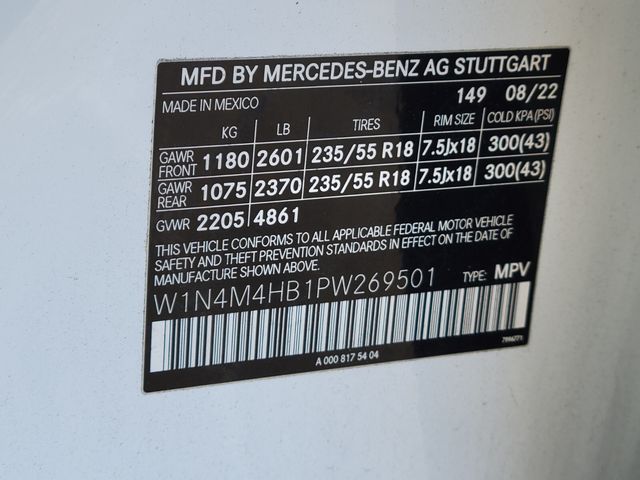 MFD BY MERCEDES-BENZ AG STUTTGART
MADE IN MEXICO 149 08/22
KG LB TIRES RIM SIZE COLD KPA (PSI)
GAWR FRONT 1180 2601 235/55 R18 7.5Jx18 300(43)
GAWR REAR 1075 2370 235/55 R18 7.5Jx18 300(43)
GVWR 2205 4861
THIS VEHICLE CONFORMS TO ALL APPLICABLE FEDERAL MOTOR VEHICLE
SAFETY AND THEFT PREVENTION STANDARDS IN EFFECT ON THE DATE OF
MANUFACTURE SHOWN ABOVE.
W1N4M4HB1PW269501 TYPE: MPV
A 000 817 54 04